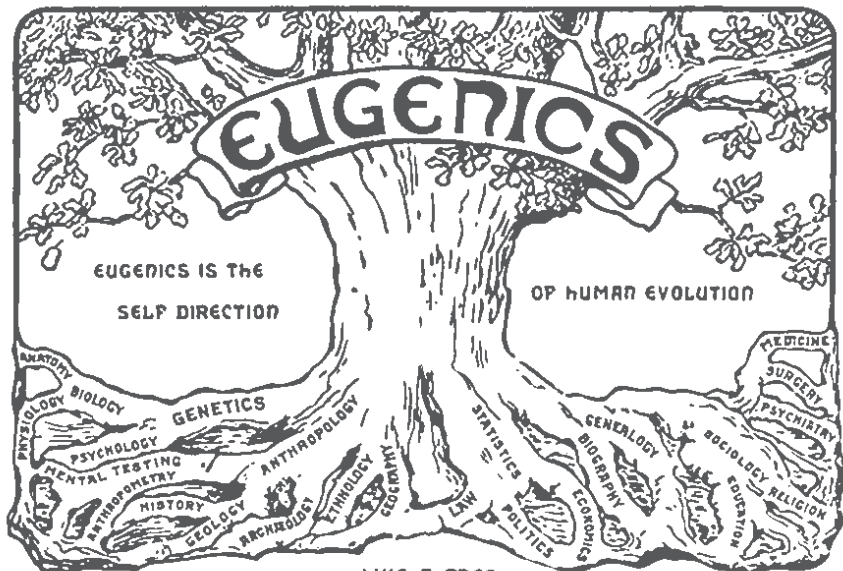 EUGENICS
EUGENICS IS THE
SELF DIRECTION
OF HUMAN EVOLUTION
ANATOMY
BIOLOGY
PHYSIOLOGY
GENETICS
PSYCHOLOGY
MENTAL TESTING
ANTHROPOMETRY
HISTORY
GEOLOGY
ANTHROPOLOGY
ARCHÆOLOGY
ETHNOLOGY
GEOGRAPHY
LAW
STATISTICS
POLITICS
ECONOMICS
BIOGRAPHY
GENEALOGY
EDUCATION
SOCIOLOGY
RELIGION
PSYCHIATRY
SURGERY
MEDICINE